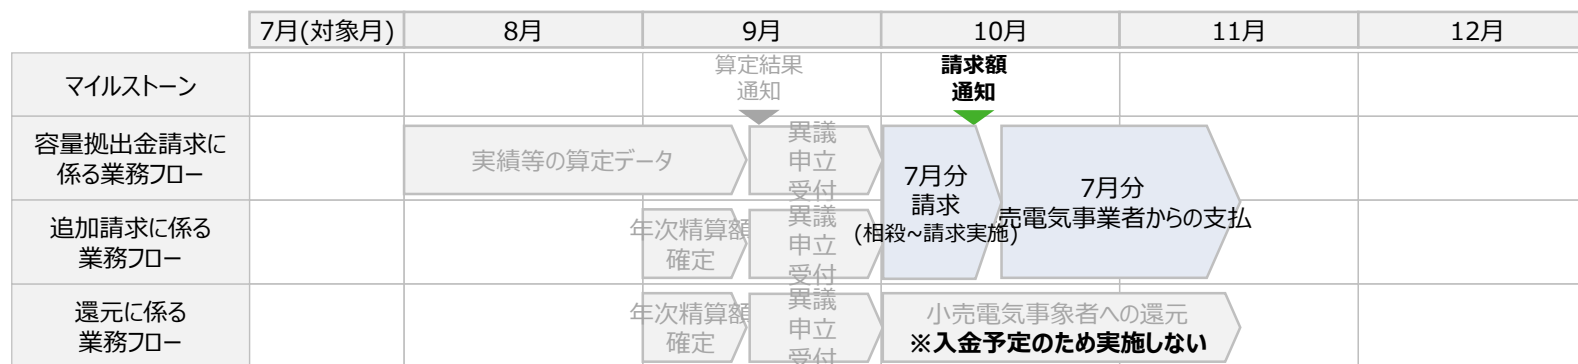 7月(対象月)
8月
9月
10月
11月
12月
マイルストーン
算定結果
通知
請求額
通知
容量拠出金請求に
係る業務フロー
実績等の算定データ
異議
申立
受付
7月分
請求
(相殺~請求実施)
7月分
売電気事業者からの支払
追加請求に係る
業務フロー
年次精算額
確定
異議
申立
受付
還元に係る
業務フロー
年次精算額
確定
異議
申立
受付
小売電気事象者への還元
※入金予定のため実施しない